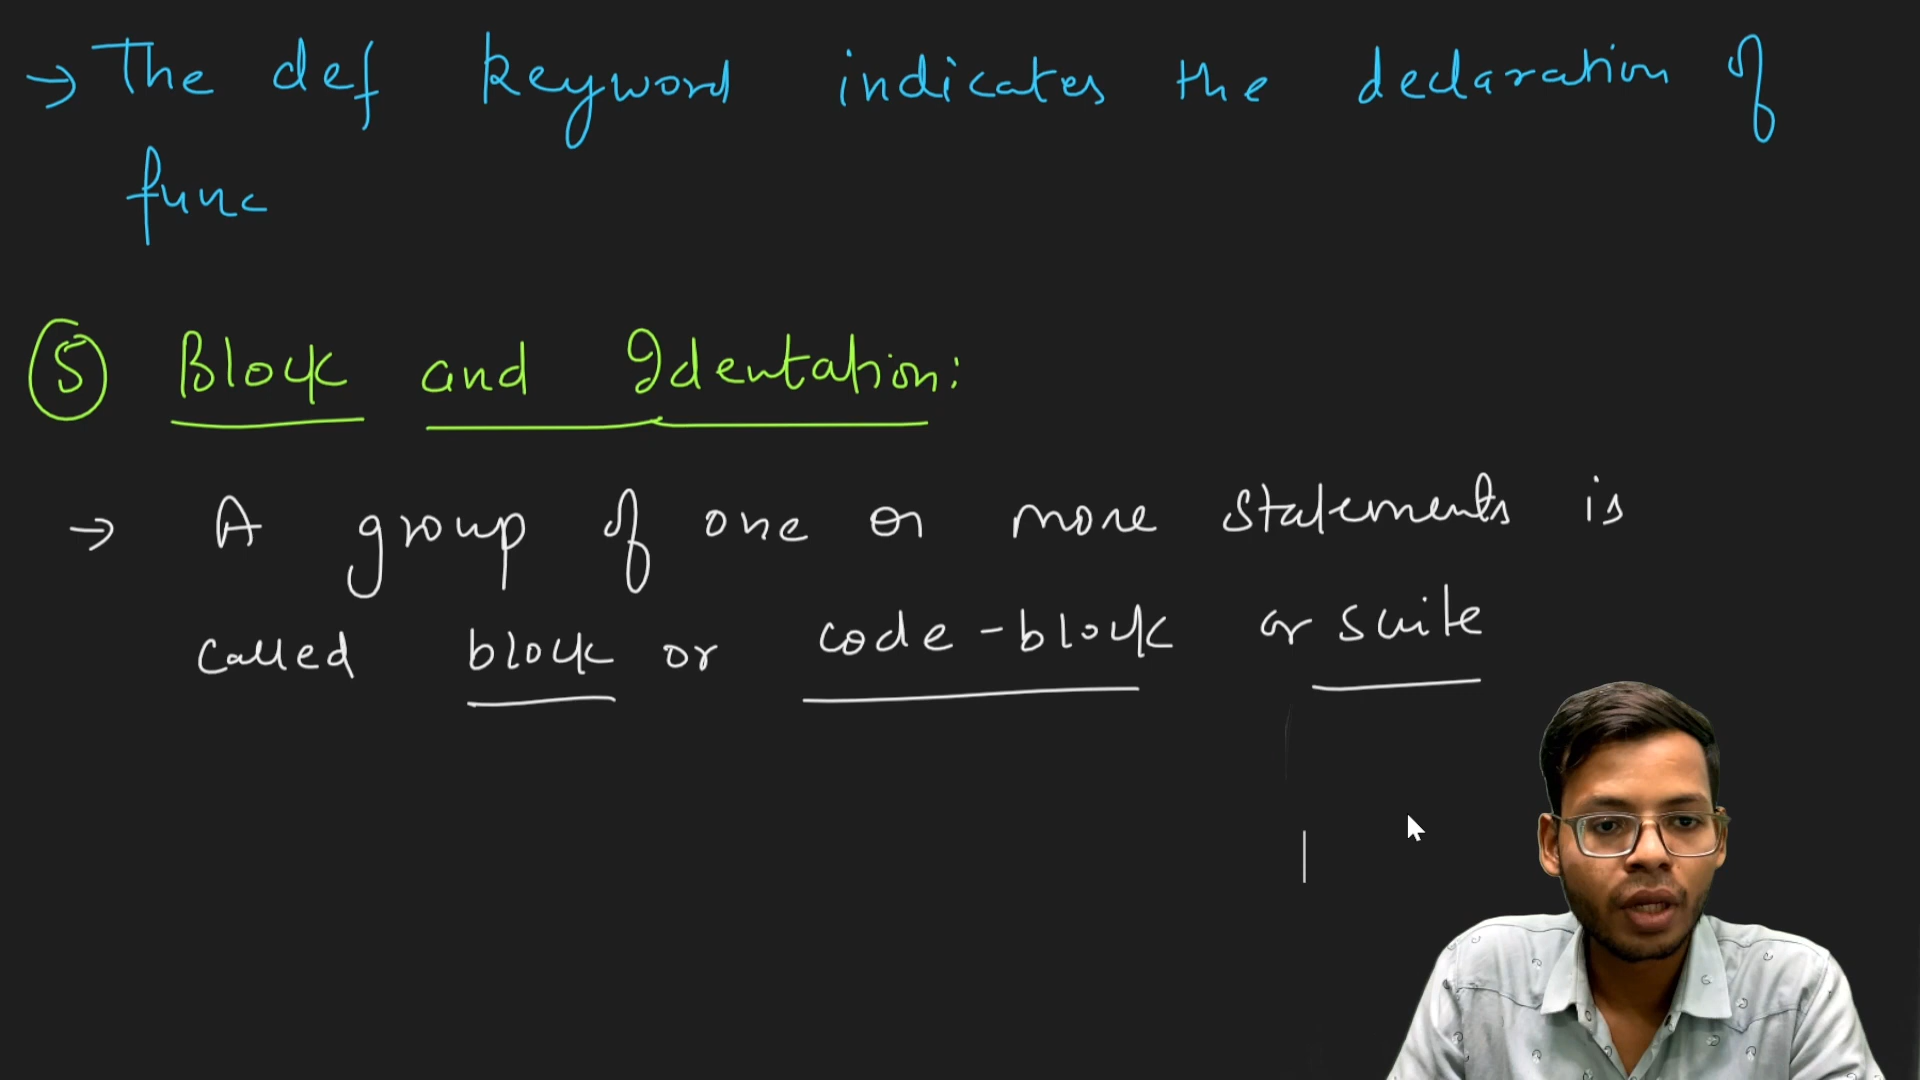 → The def keyword indicates the declaration of
func
⑤ Block and Identation:
→ A group of one or more statements is
called block or code-block or suite